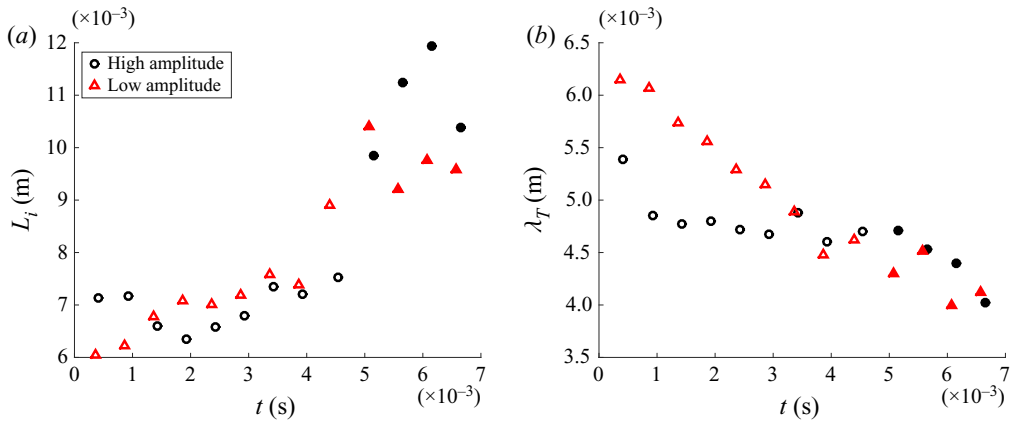 (a)
(×10⁻³)
12
11
10
9
8
7
6
L_i (m)
High amplitude
Low amplitude
0 1 2 3 4 5 6 7
t (s)
(×10⁻³)
(b)
(×10⁻³)
6.5
6.0
5.5
5.0
4.5
4.0
3.5
λ_T (m)
0 1 2 3 4 5 6 7
t (s)
(×10⁻³)